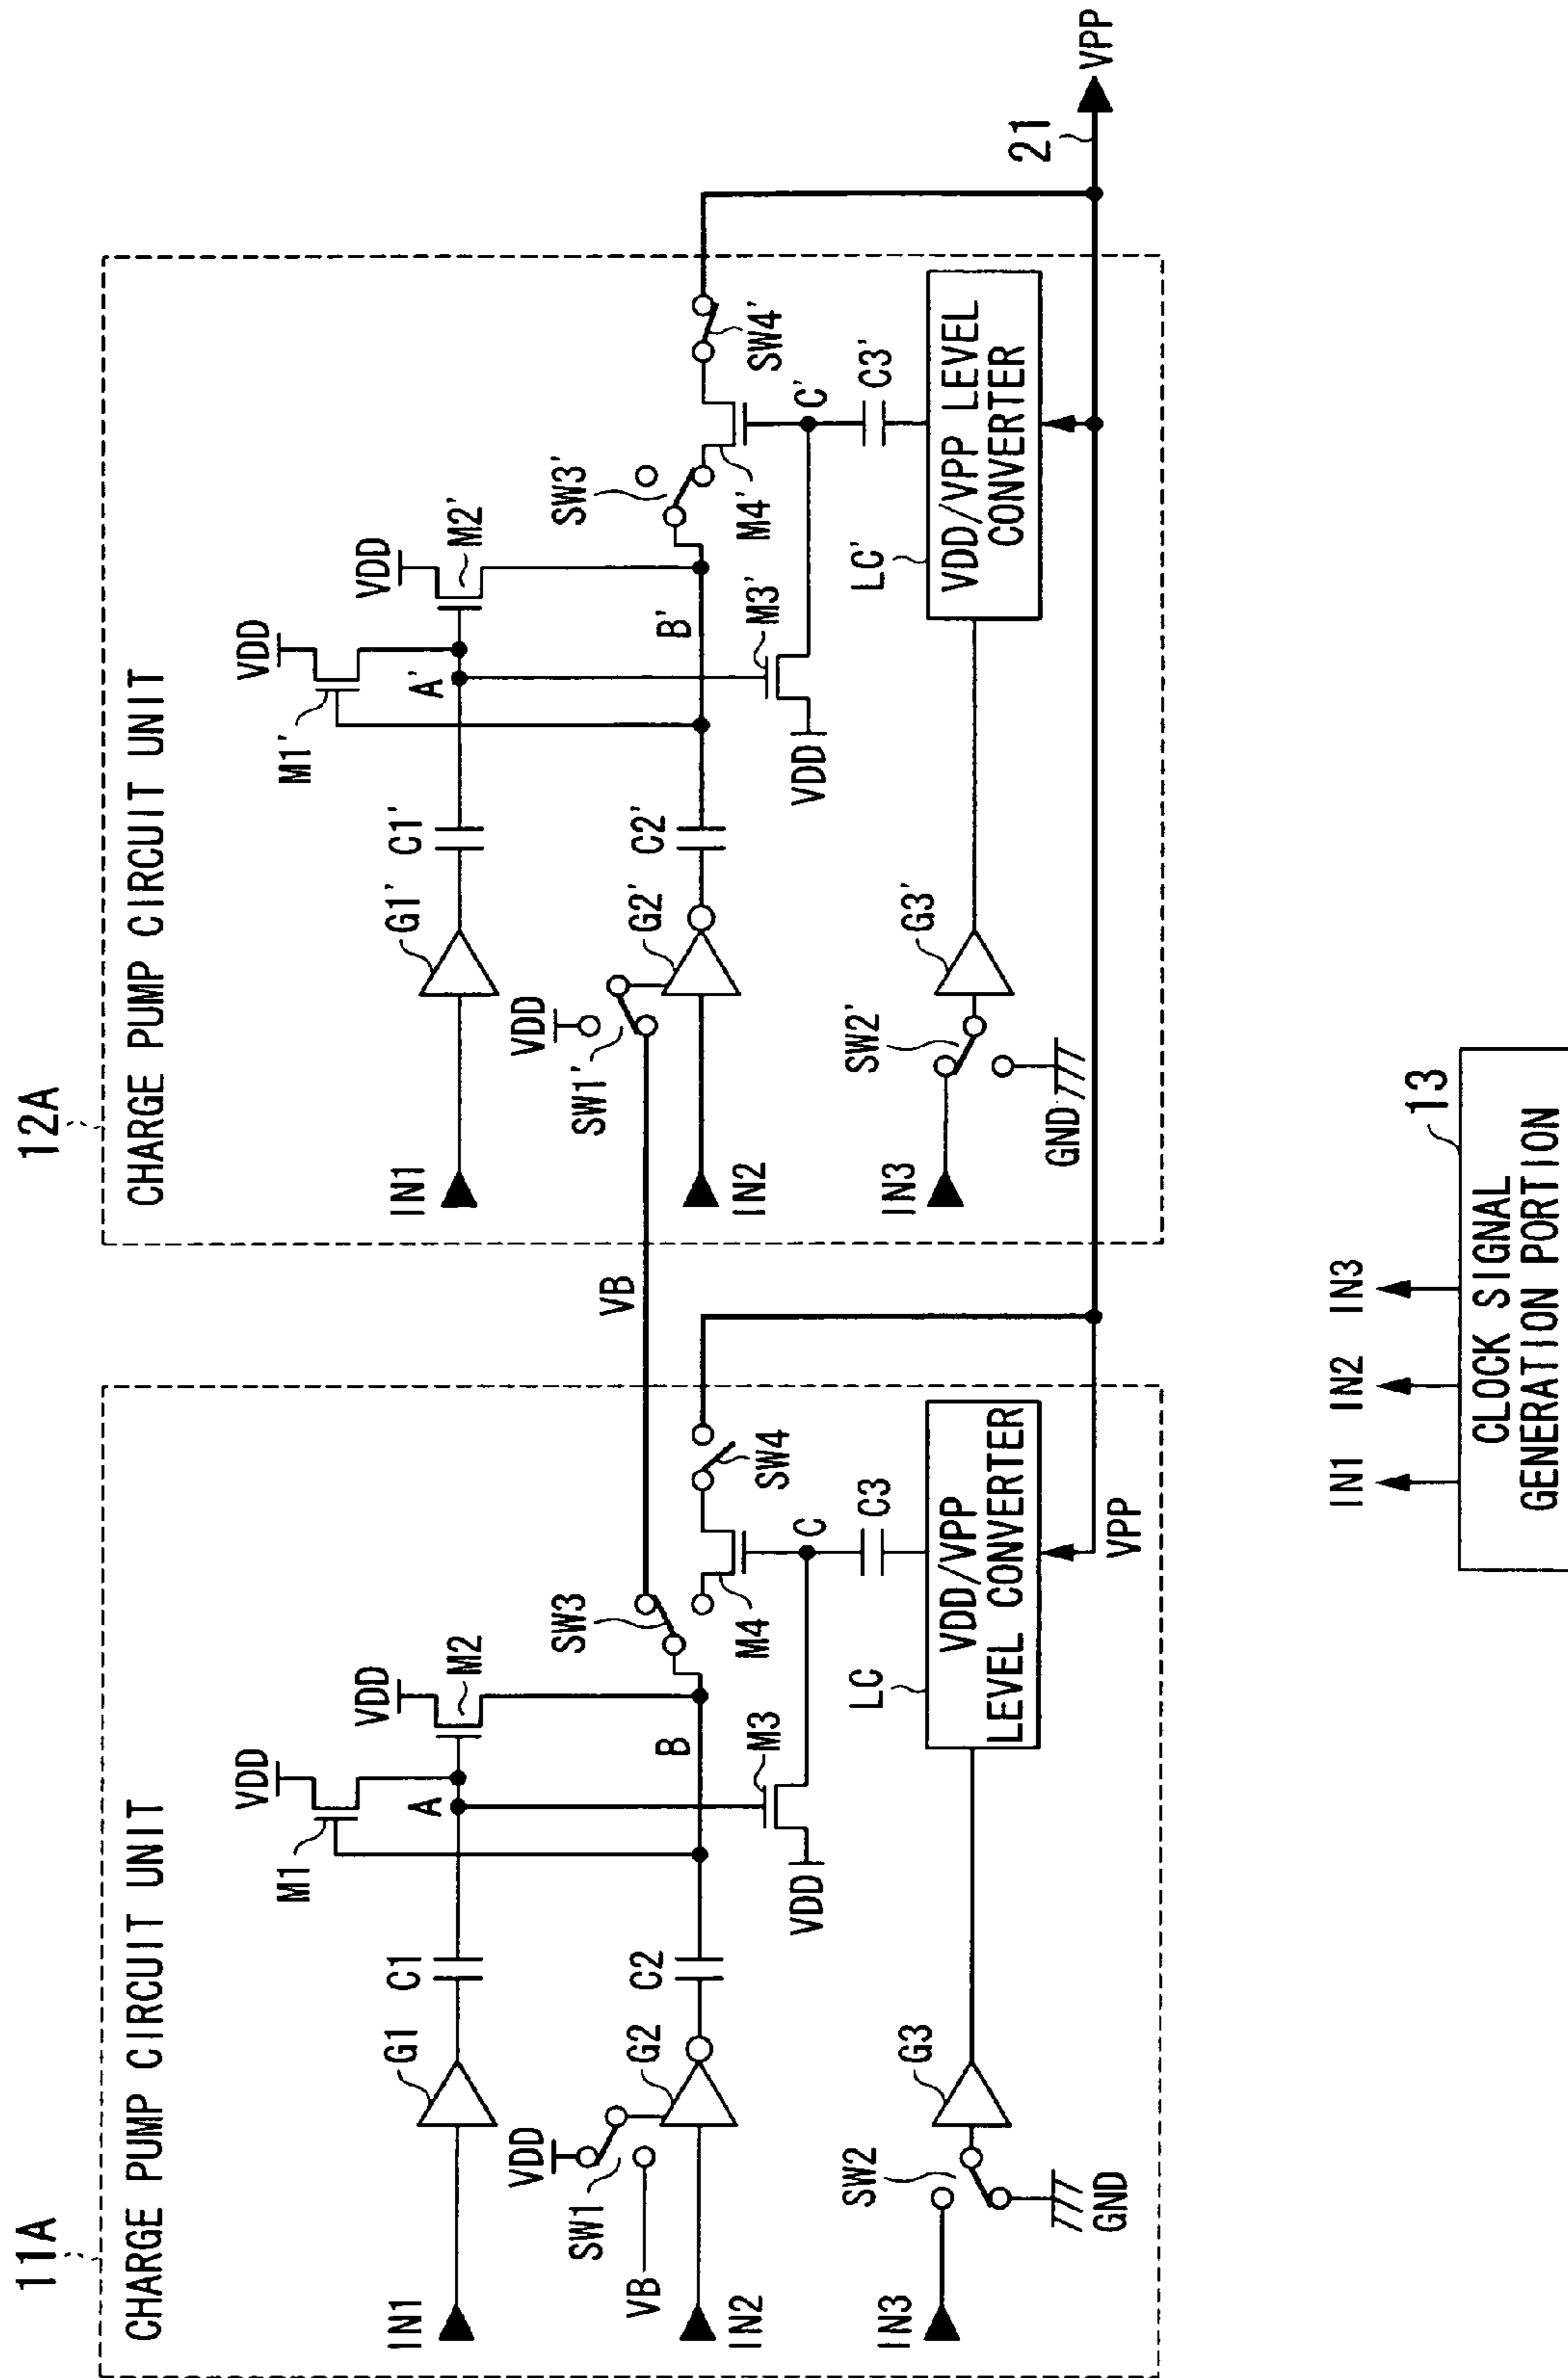 11A
CHARGE PUMP CIRCUIT UNIT
IN1
G1
C1
A
M1
VDD
VDD
M2
VDD
SW1
VB
IN2
G2
C2
B
SW3
VDD
M3
M4
SW4
C
C3
IN3
SW2
GND
G3
LC
VDD/VPP
LEVEL CONVERTER
VPP
VB
12A
CHARGE PUMP CIRCUIT UNIT
IN1
G1'
C1'
A'
M1'
VDD
VDD
M2'
VDD
SW1'
IN2
G2'
C2'
B'
SW3'
VDD
M3'
M4'
SW4'
C'
C3'
IN3
SW2'
GND
G3'
LC'
VDD/VPP LEVEL
CONVERTER
21
VPP
IN1 IN2 IN3
13
CLOCK SIGNAL
GENERATION PORTION